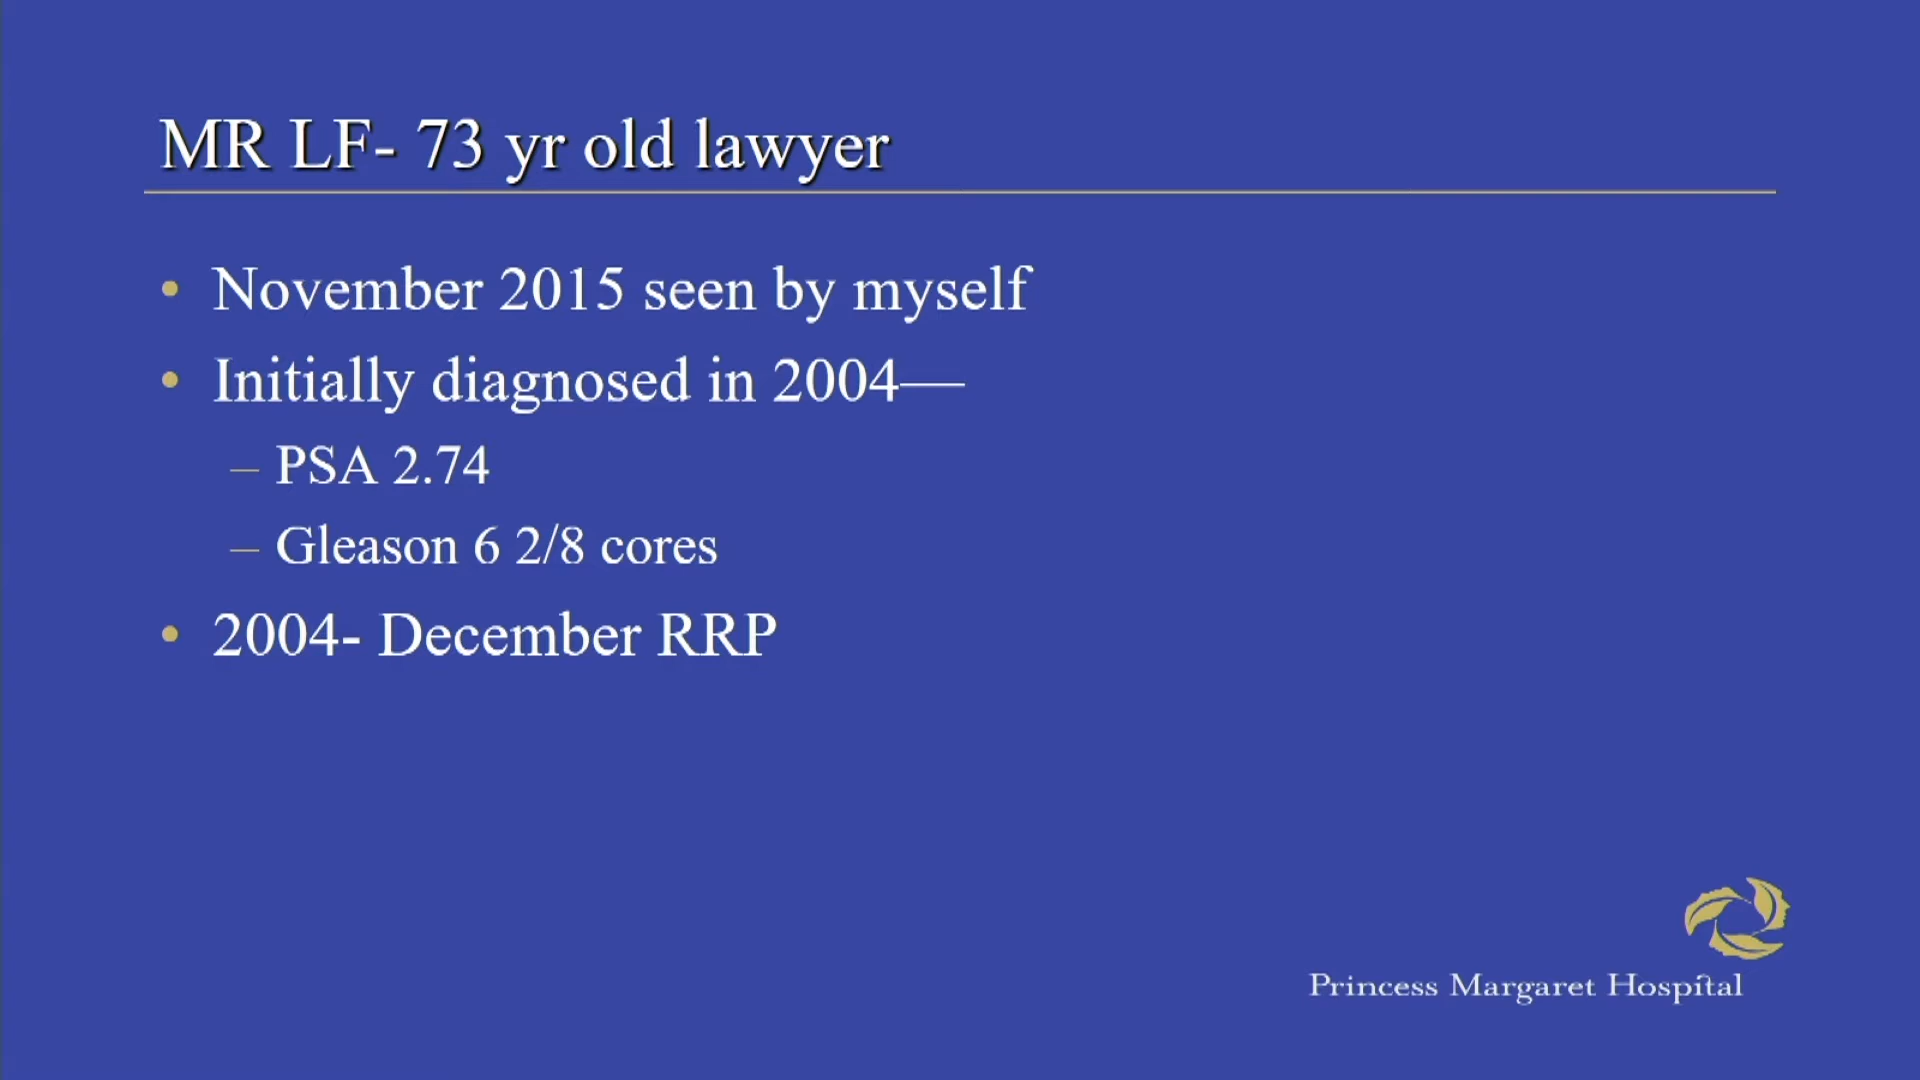 MR LF- 73 yr old lawyer
• November 2015 seen by myself
• Initially diagnosed in 2004—
– PSA 2.74
– Gleason 6 2/8 cores
• 2004- December RRP
Princess Margaret Hospital